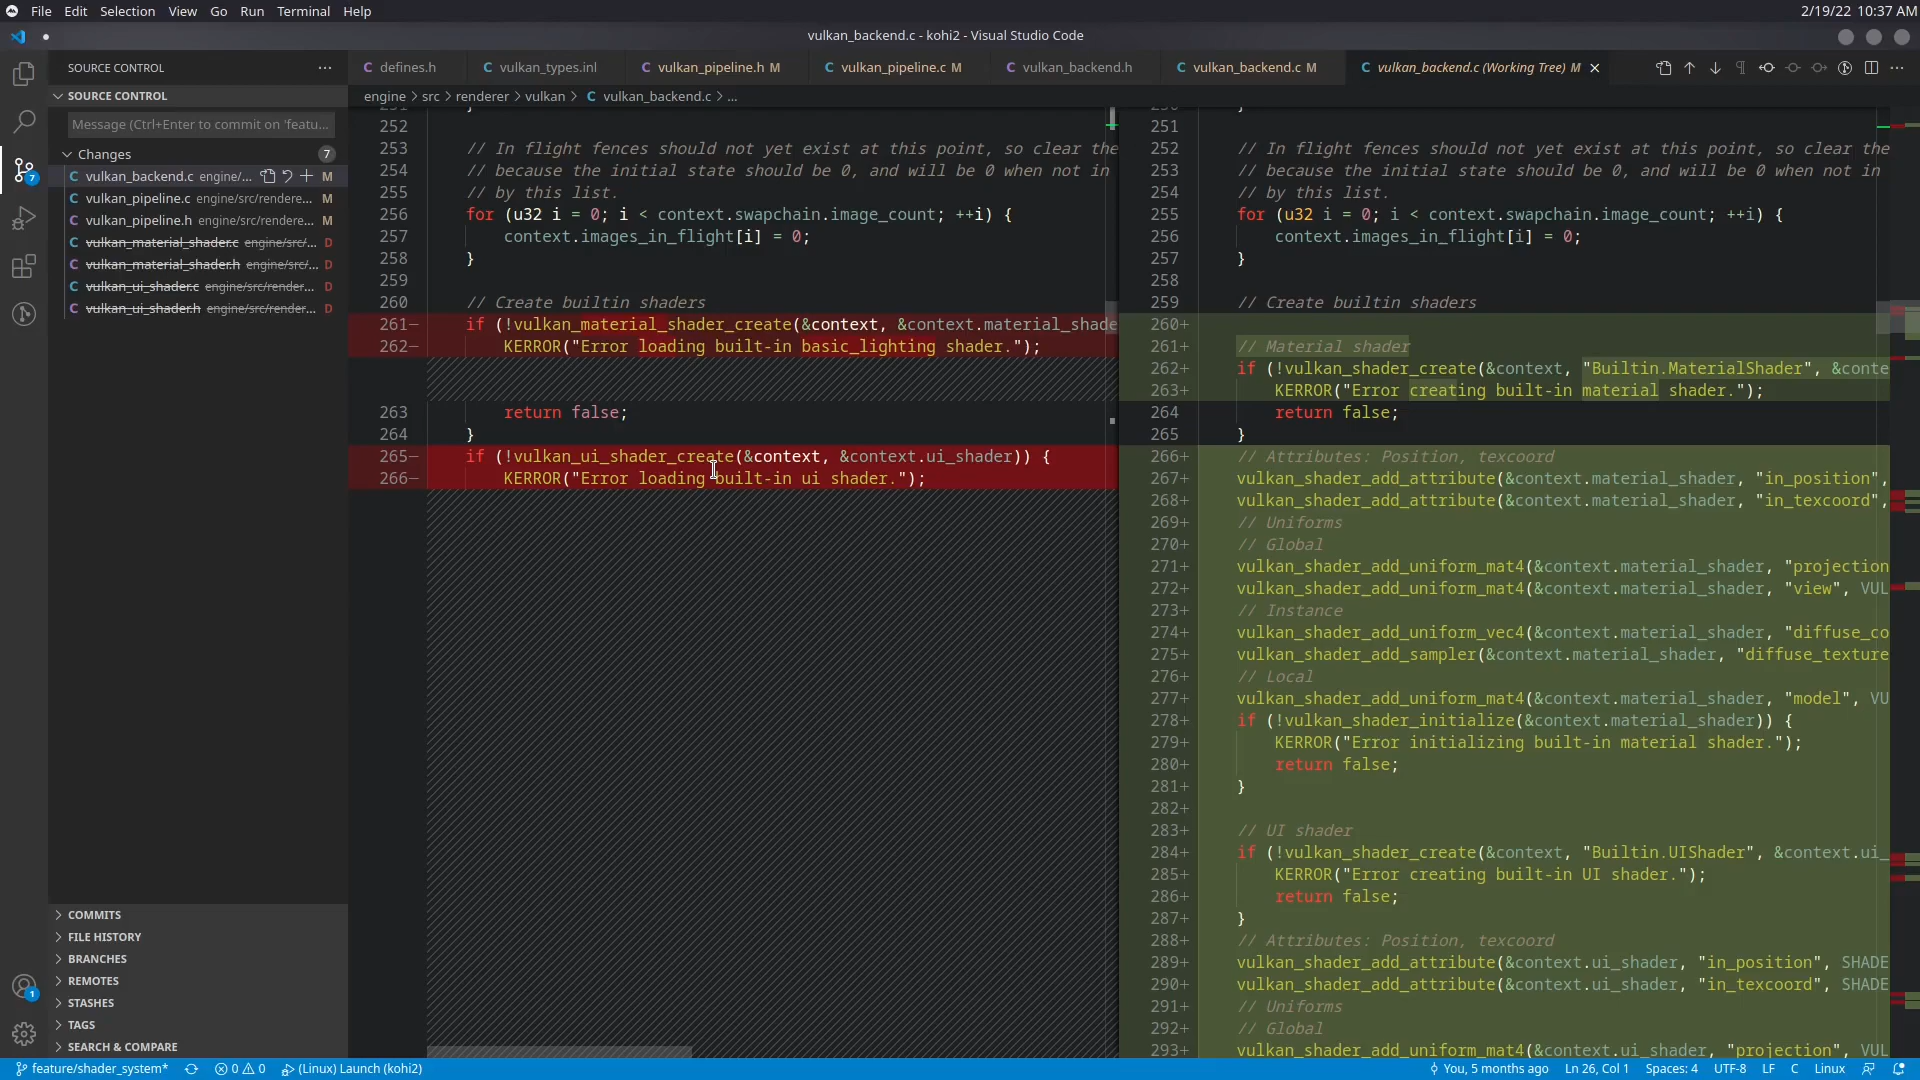 File Edit Selection View Go Run Terminal Help
2/19/22 10:37 AM
vulkan_backend.c - kohi2 - Visual Studio Code
SOURCE CONTROL
defines.h
vulkan_types.inl
vulkan_pipeline.h M
vulkan_pipeline.c M
vulkan_backend.h
vulkan_backend.c M
vulkan_backend.c (Working Tree) M
SOURCE CONTROL
engine > src > renderer > vulkan > C vulkan_backend.c > ...
Message (Ctrl+Enter to commit on 'featu...
Changes 7
C vulkan_backend.c engine/... M
C vulkan_pipeline.c engine/src/rendere... M
C vulkan_pipeline.h engine/src/rendere... M
C vulkan_material_shader.c engine/src/... D
C vulkan_material_shader.h engine/src/... D
C vulkan_ui_shader.c engine/src/render... D
C vulkan_ui_shader.h engine/src/render... D
COMMITS
FILE HISTORY
BRANCHES
REMOTES
STASHES
TAGS
SEARCH & COMPARE
252
253 // In flight fences should not yet exist at this point, so clear the
254 // because the initial state should be 0, and will be 0 when not in
255 // by this list.
256 for (u32 i = 0; i < context.swapchain.image_count; ++i) {
257 context.images_in_flight[i] = 0;
258 }
259
260 // Create builtin shaders
261− if (!vulkan_material_shader_create(&context, &context.material_shade
262− KERROR("Error loading built-in basic_lighting shader.");
263 return false;
264 }
265− if (!vulkan_ui_shader_create(&context, &context.ui_shader)) {
266− KERROR("Error loading built-in ui shader.");
251
252 // In flight fences should not yet exist at this point, so clear the
253 // because the initial state should be 0, and will be 0 when not in
254 // by this list.
255 for (u32 i = 0; i < context.swapchain.image_count; ++i) {
256 context.images_in_flight[i] = 0;
257 }
258
259 // Create builtin shaders
260+
261+ // Material shader
262+ if (!vulkan_shader_create(&context, "Builtin.MaterialShader", &conte
263+ KERROR("Error creating built-in material shader.");
264 return false;
265 }
266+ // Attributes: Position, texcoord
267+ vulkan_shader_add_attribute(&context.material_shader, "in_position",
268+ vulkan_shader_add_attribute(&context.material_shader, "in_texcoord",
269+ // Uniforms
270+ // Global
271+ vulkan_shader_add_uniform_mat4(&context.material_shader, "projection
272+ vulkan_shader_add_uniform_mat4(&context.material_shader, "view", VUL
273+ // Instance
274+ vulkan_shader_add_uniform_vec4(&context.material_shader, "diffuse_co
275+ vulkan_shader_add_sampler(&context.material_shader, "diffuse_texture
276+ // Local
277+ vulkan_shader_add_uniform_mat4(&context.material_shader, "model", VU
278+ if (!vulkan_shader_initialize(&context.material_shader)) {
279+ KERROR("Error initializing built-in material shader.");
280+ return false;
281+ }
282+
283+ // UI shader
284+ if (!vulkan_shader_create(&context, "Builtin.UIShader", &context.ui_
285+ KERROR("Error creating built-in UI shader.");
286+ return false;
287+ }
288+ // Attributes: Position, texcoord
289+ vulkan_shader_add_attribute(&context.ui_shader, "in_position", SHADE
290+ vulkan_shader_add_attribute(&context.ui_shader, "in_texcoord", SHADE
291+ // Uniforms
292+ // Global
293+ vulkan_shader_add_uniform_mat4(&context.ui_shader, "projection", VUL
feature/shader_system* 0 0 (Linux) Launch (kohi2)
You, 5 months ago Ln 26, Col 1 Spaces: 4 UTF-8 LF C Linux